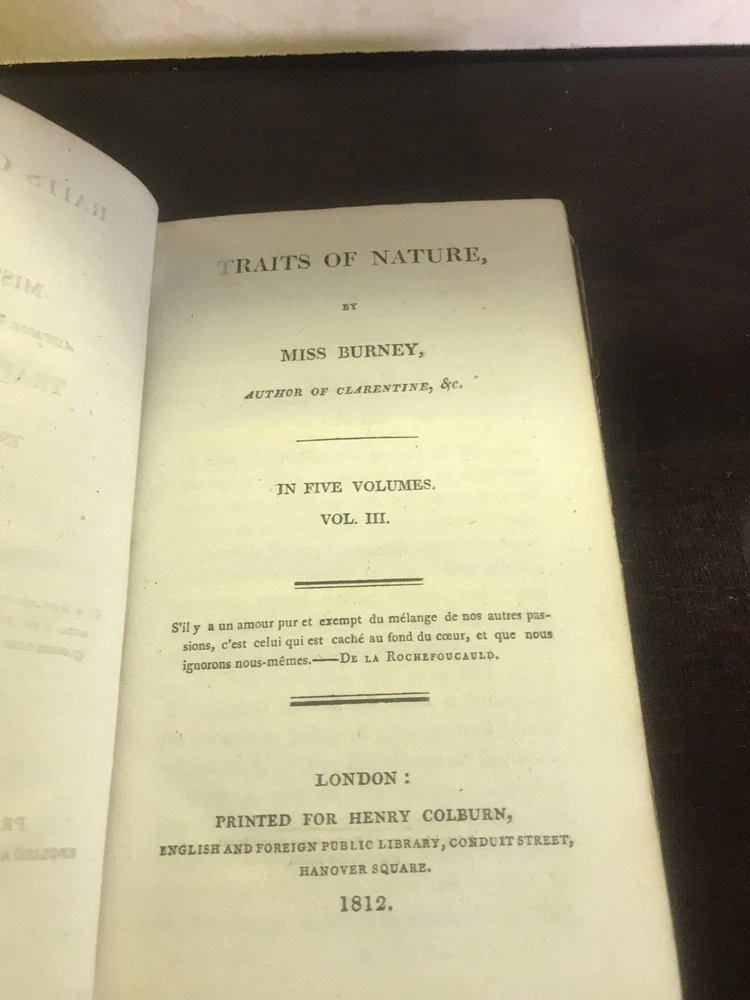 TRAITS OF NATURE,
BY
MISS BURNEY,
AUTHOR OF CLARENTINE, &c.
IN FIVE VOLUMES.
VOL. III.
S'il y a un amour pur et exempt du mélange de nos autres pas-
sions, c'est celui qui est caché au fond du cœur, et que nous
ignorons nous-mêmes.—DE LA ROCHEFOUCAULD.
LONDON:
PRINTED FOR HENRY COLBURN,
ENGLISH AND FOREIGN PUBLIC LIBRARY, CONDUIT STREET,
HANOVER SQUARE.
1812.